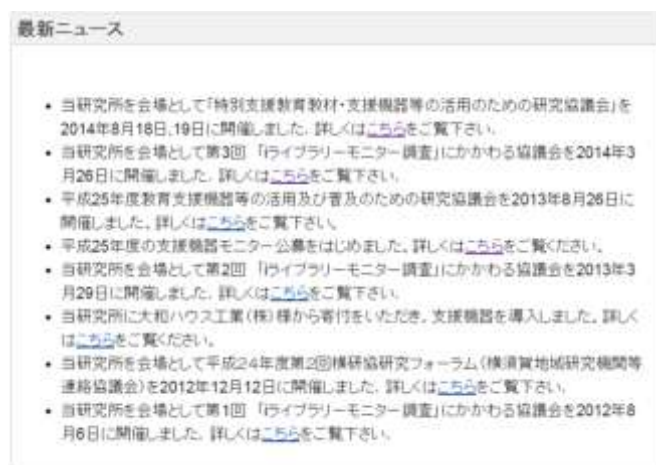 最新ニュース
• 当研究所を会場として「特別支援教育教材・支援機器等の活用のための研究協議会」を
2014年8月18日,19日に開催しました。詳しくはこちらをご覧下さい。
• 当研究所を会場として第3回 「iライブラリーモニター調査」にかかわる協議会を2014年3
月26日に開催しました。詳しくはこちらをご覧下さい。
• 平成25年度教育支援機器等の活用及び普及のための研究協議会を2013年8月26日に
開催しました。詳しくはこちらをご覧下さい。
• 平成25年度の支援機器モニター公募をはじめました。詳しくはこちらをご覧ください。
• 当研究所を会場として第2回 「iライブラリーモニター調査」にかかわる協議会を2013年3
月29日に開催しました。詳しくはこちらをご覧下さい。
• 当研究所に大和ハウス工業(株)様から寄付をいただき、支援機器を導入しました。詳しく
はこちらをご覧ください。
• 当研究所を会場として平成24年度第2回横研協研究フォーラム(横須賀地域研究機関等
連絡協議会)を2012年12月12日に開催しました。詳しくはこちらをご覧下さい。
• 当研究所を会場として第1回 「iライブラリーモニター調査」にかかわる協議会を2012年8
月6日に開催しました。詳しくはこちらをご覧下さい。